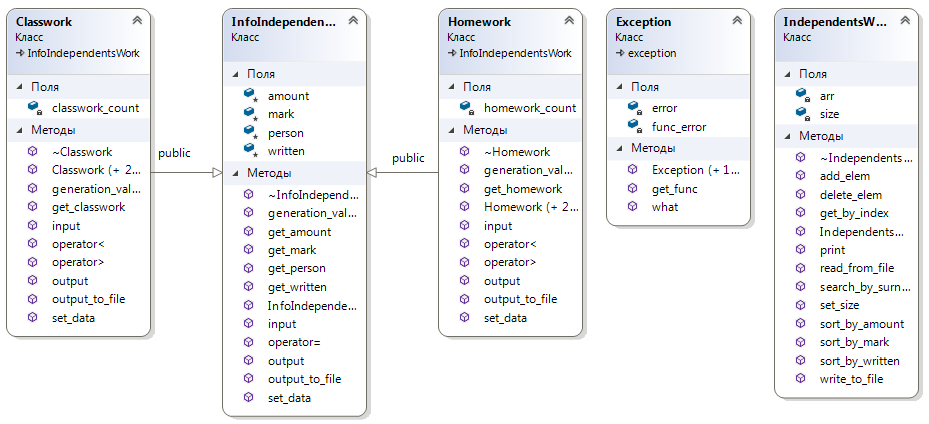 Classwork
Класс
InfoIndependentsWork
Поля
classwork_count
Методы
~Classwork
Classwork (+ 2...
generation_val...
get_classwork
input
operator<
operator>
output
output_to_file
set_data
public
InfoIndependen...
Класс
Поля
amount
mark
person
written
Методы
~InfoIndepend...
generation_val...
get_amount
get_mark
get_person
get_written
InfoIndepende...
input
operator=
output
output_to_file
set_data
public
Homework
Класс
InfoIndependentsWork
Поля
homework_count
Методы
~Homework
generation_val...
get_homework
Homework (+ 2...
input
operator<
operator>
output
output_to_file
set_data
Exception
Класс
exception
Поля
error
func_error
Методы
Exception (+ 1...
get_func
what
IndependentsW...
Класс
Поля
arr
size
Методы
~Independents...
add_elem
delete_elem
get_by_index
Independents...
print
read_from_file
search_by_surn...
set_size
sort_by_amount
sort_by_mark
sort_by_written
write_to_file